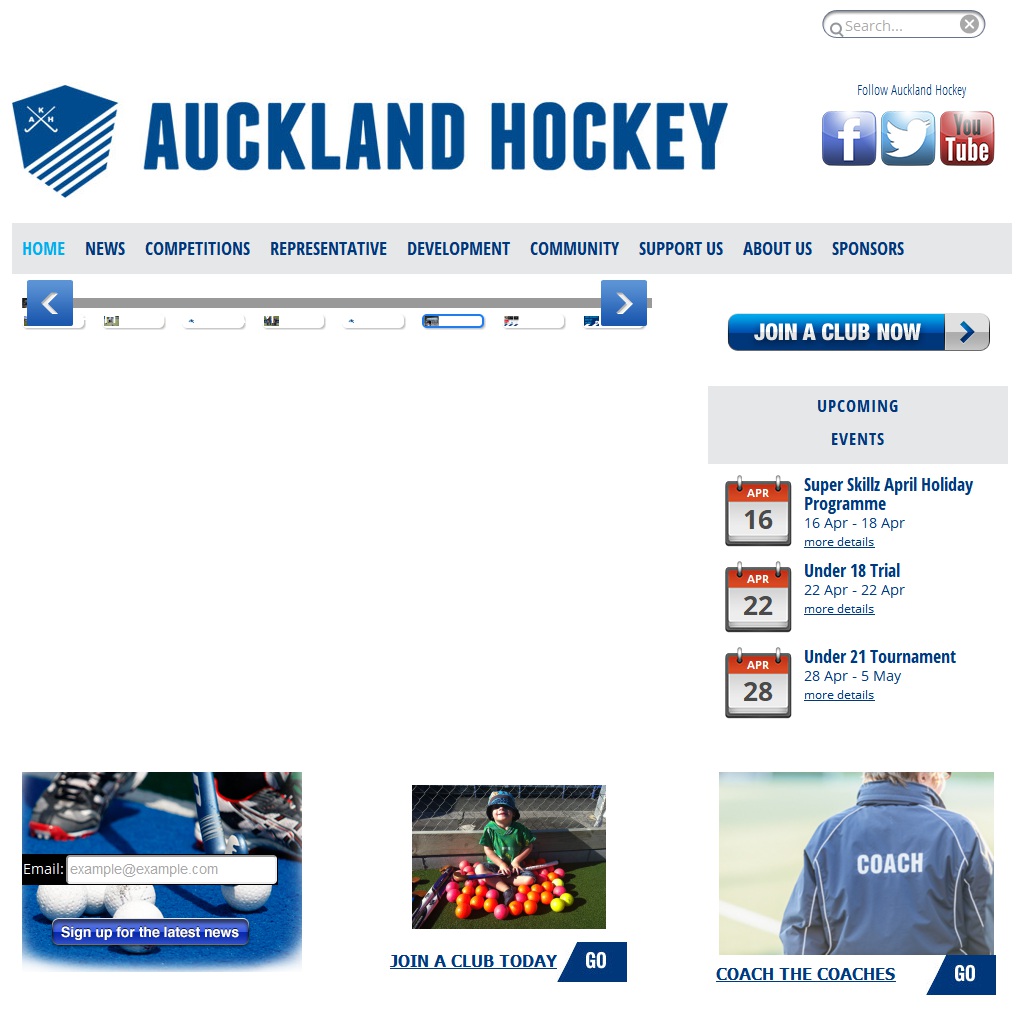 Search...
Follow Auckland Hockey
A K H
AUCKLAND HOCKEY
f
You
Tube
HOME NEWS COMPETITIONS REPRESENTATIVE DEVELOPMENT COMMUNITY SUPPORT US ABOUT US SPONSORS
JOIN A CLUB NOW
UPCOMING
EVENTS
APR
16
Super Skillz April Holiday
Programme
16 Apr - 18 Apr
more details
APR
22
Under 18 Trial
22 Apr - 22 Apr
more details
APR
28
Under 21 Tournament
28 Apr - 5 May
more details
Email: example@example.com
Sign up for the latest news
JOIN A CLUB TODAY GO
COACH
COACH THE COACHES GO